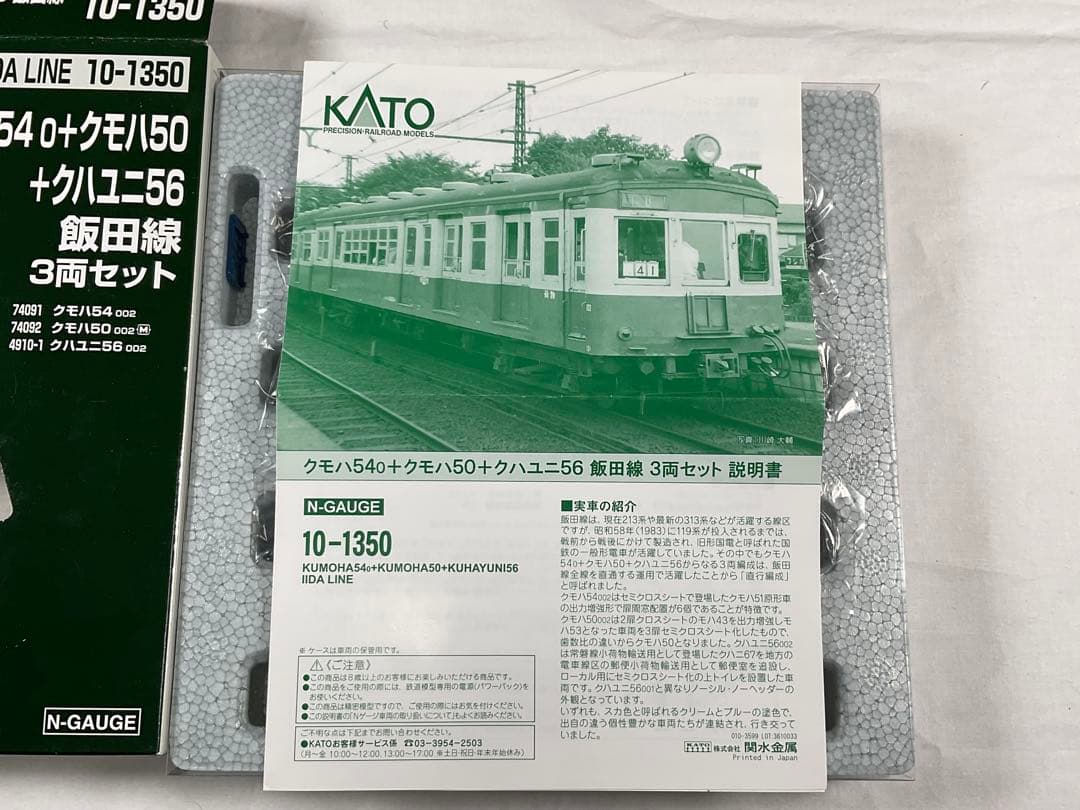 飯田線 10-1350
DA LINE 10-1350
54 0+クモハ50
+クハユニ56
飯田線
3両セット
74091 クモハ54 002
74092 クモハ50 002 M
4910-1 クハユニ56 002
N-GAUGE
KATO
PRECISION RAILROAD MODELS
41
写真:川崎 大輔
クモハ540+クモハ50+クハユニ56 飯田線 3両セット 説明書
N-GAUGE
10-1350
KUMOHA540+KUMOHA50+KUHAYUNI56
IIDA LINE
※ ケースは車両の保管用です。
⚠《ご注意》
●この商品は8歳以上のお客様にお楽しみいただける商品です。
●この商品をご使用の際には、鉄道模型専用の電源(パワーパック)を
お使いください。
●この商品は精密模型ですので、ご使用の際にはお気を付けください。
●この説明書の「Nゲージ車両の取り扱いについて」もよくお読みください。
ご不明な点は下記までお問い合わせください。
●KATOお客様サービス係 ☎03-3954-2503
(月〜金 10:00〜12:00,13:00〜17:00 ※土日・祝日・年末年始休み)
■実車の紹介
飯田線は、現在213系や最新の313系などが活躍する線区
ですが、昭和58年(1983)に119系が投入されるまでは、
戦前から戦後にかけて製造され、旧形国電と呼ばれた国
鉄の一般形電車が活躍していました。その中でもクモハ
540+クモハ50+クハユニ56からなる3両編成は、飯田
線全線を直通する運用で活躍したことから「直行編成」
と呼ばれました。
クモハ54002はセミクロスシートで登場したクモハ51原形車
の出力増強形で扉間窓配置が6個であることが特徴です。
クモハ50002は2扉クロスシートのモハ43を出力増強しモ
ハ53となった車両を3扉セミクロスシート化したもので、
歯数比の違いからクモハ50となりました。クハユニ56002
は常磐線小荷物輸送用として登場したクハニ67を地方の
電車線区の郵便小荷物輸送用として郵便室を追設し、
ローカル用にセミクロスシート化の上トイレを設置した車
両です。クハユニ56001と異なりノーシル・ノーヘッダーの
外観となっています。
いずれも、スカ色と呼ばれるクリームとブルーの塗色で、
出自の違う個性豊かな車両たちが連結され、行き交って
いました。
010-3599 (LOT:3610033
KATO 株式会社 関水金属
Printed in Japan